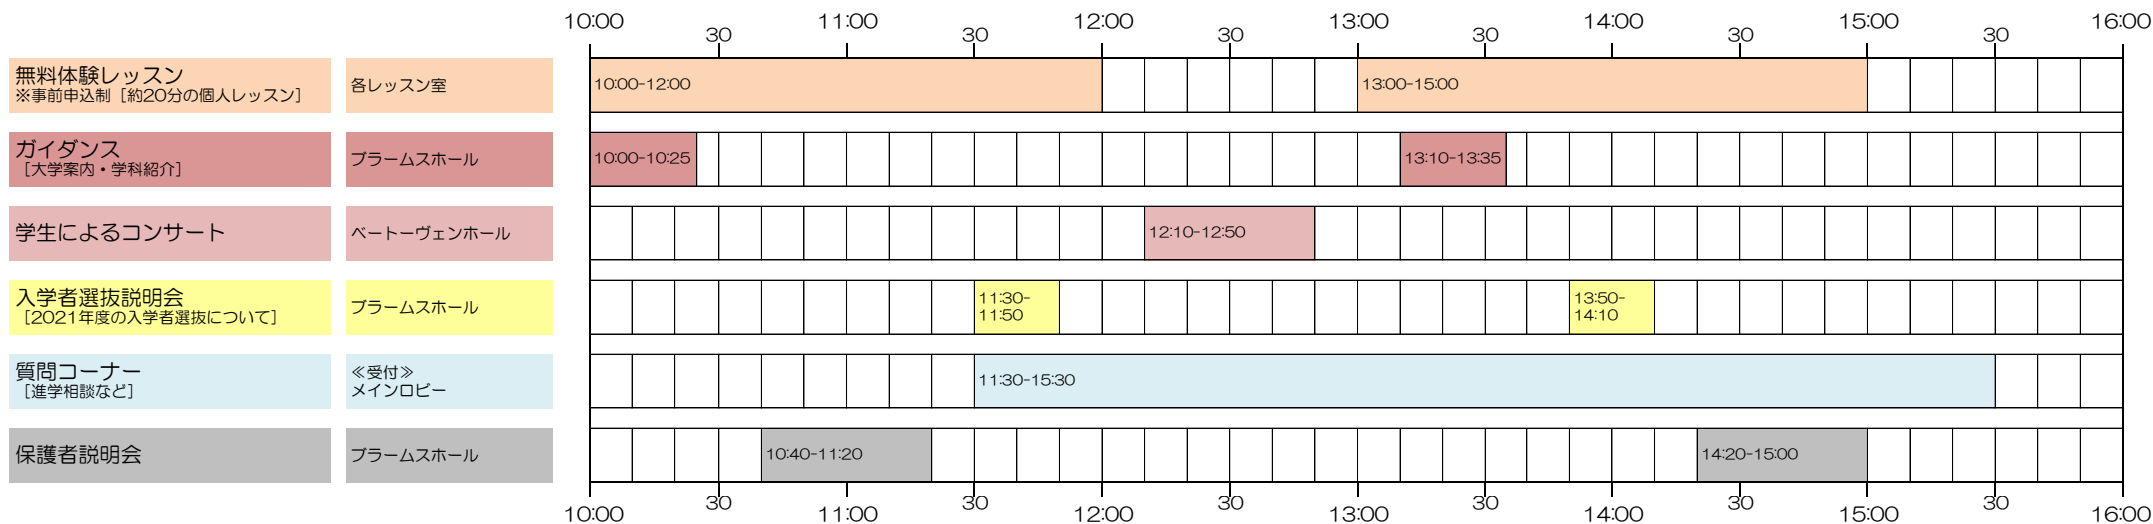 10:00 11:00 12:00 13:00 14:00 15:00 16:00
30 30 30 30 30 30
無料体験レッスン
※事前申込制［約20分の個人レッスン］
各レッスン室
10:00-12:00
13:00-15:00
ガイダンス
［大学案内・学科紹介］
ブラームスホール
10:00-10:25
13:10-13:35
学生によるコンサート
ベートーヴェンホール
12:10-12:50
入学者選抜説明会
［2021年度の入学者選抜について］
ブラームスホール
11:30-
11:50
13:50-
14:10
質問コーナー
［進学相談など］
≪受付≫
メインロビー
11:30-15:30
保護者説明会
ブラームスホール
10:40-11:20
14:20-15:00
30 30 30 30 30 30
10:00 11:00 12:00 13:00 14:00 15:00 16:00